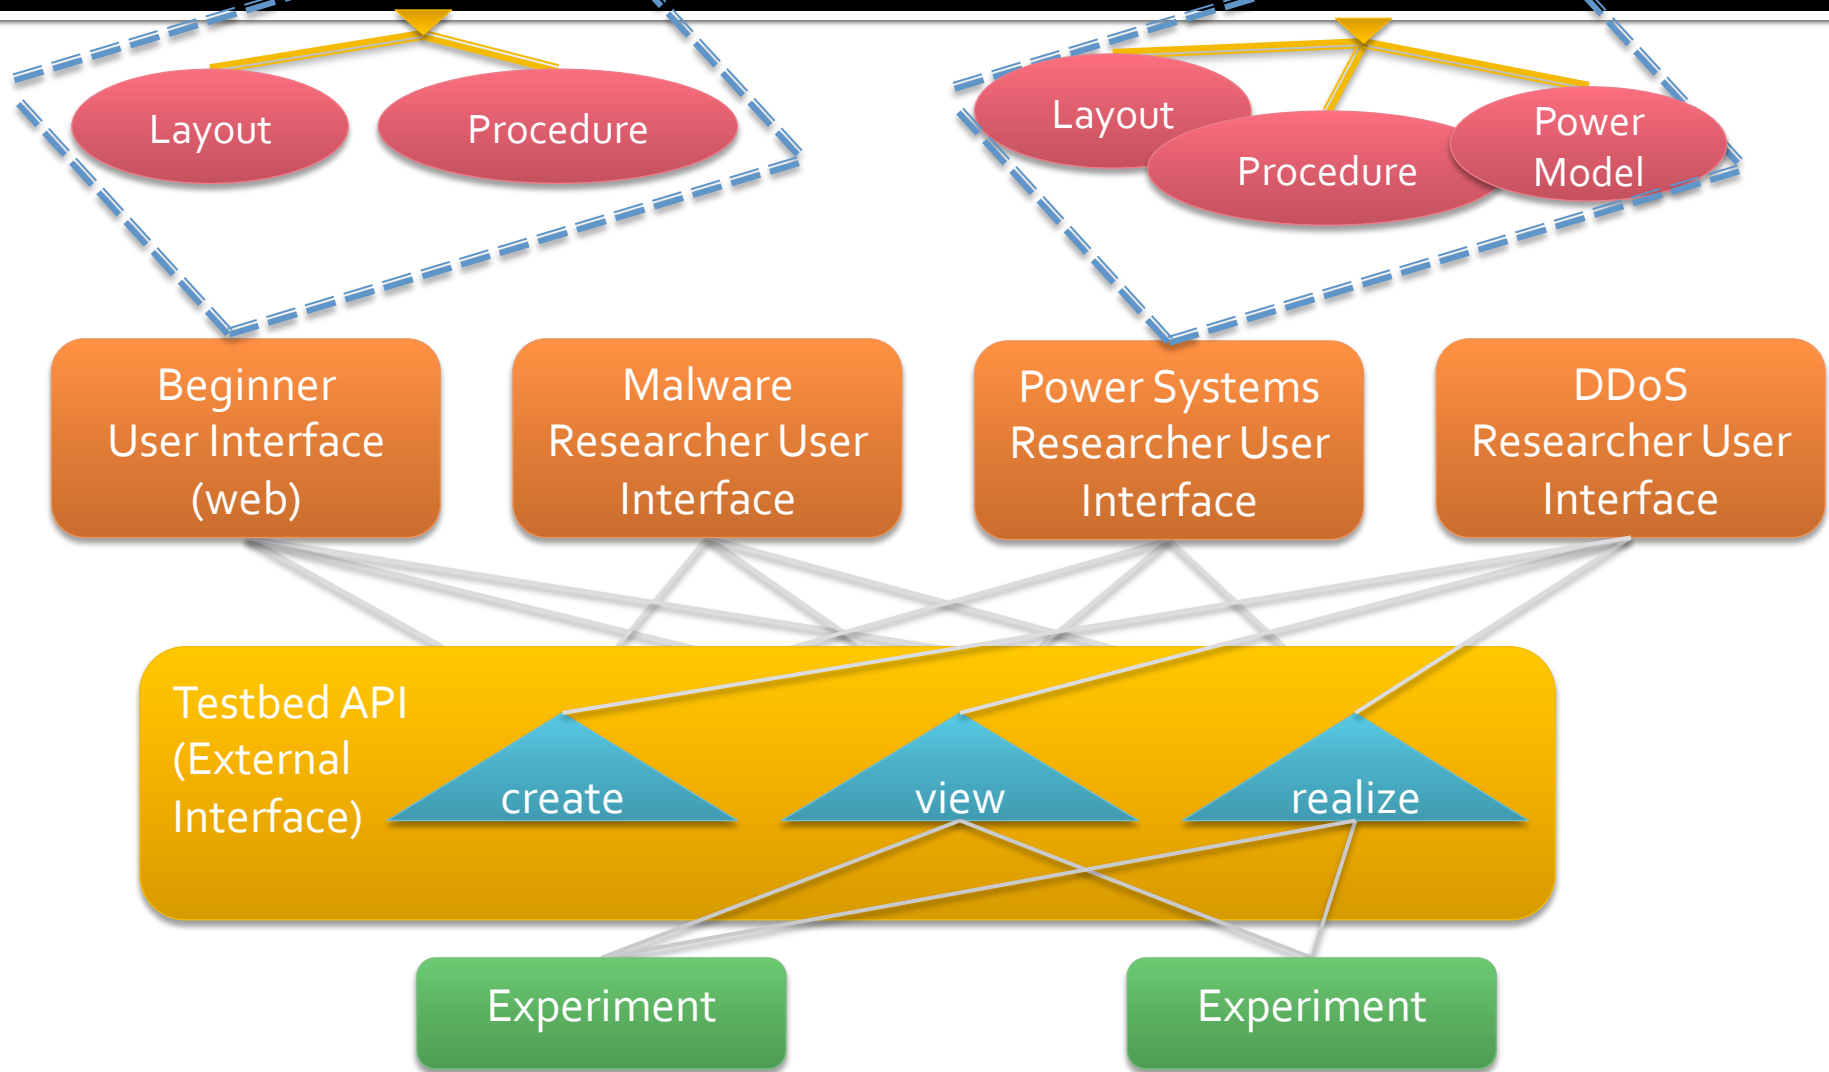 Layout
Procedure
Layout
Procedure
Power
Model
Beginner
User Interface
(web)
Malware
Researcher User
Interface
Power Systems
Researcher User
Interface
DDoS
Researcher User
Interface
Testbed API
(External
Interface)
create
view
realize
Experiment
Experiment